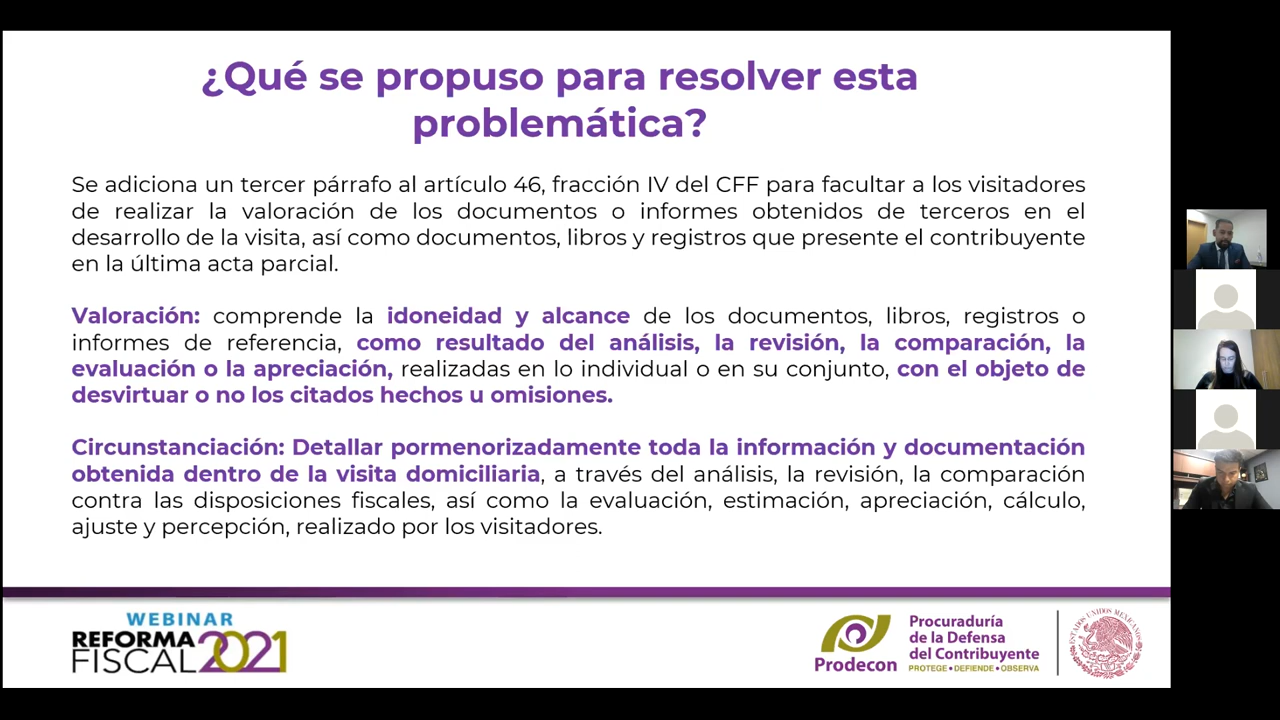 ¿Qué se propuso para resolver esta
problemática?
Se adiciona un tercer párrafo al artículo 46, fracción IV del CFF para facultar a los visitadores
de realizar la valoración de los documentos o informes obtenidos de terceros en el
desarrollo de la visita, así como documentos, libros y registros que presente el contribuyente
en la última acta parcial.
Valoración: comprende la idoneidad y alcance de los documentos, libros, registros o
informes de referencia, como resultado del análisis, la revisión, la comparación, la
evaluación o la apreciación, realizadas en lo individual o en su conjunto, con el objeto de
desvirtuar o no los citados hechos u omisiones.
Circunstanciación: Detallar pormenorizadamente toda la información y documentación
obtenida dentro de la visita domiciliaria, a través del análisis, la revisión, la comparación
contra las disposiciones fiscales, así como la evaluación, estimación, apreciación, cálculo,
ajuste y percepción, realizado por los visitadores.
WEBINAR
REFORMA
FISCAL 2021
Prodecon
Procuraduría
de la Defensa
del Contribuyente
PROTEGE • DEFIENDE • OBSERVA
ESTADOS UNIDOS MEXICANOS